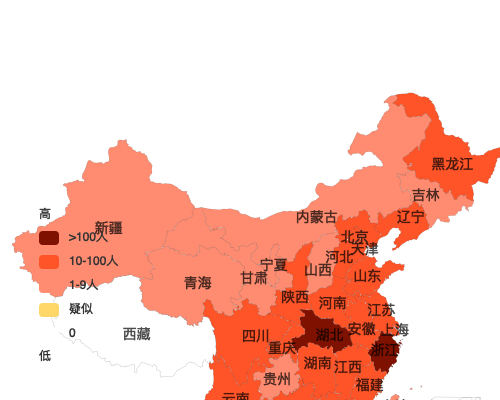 黑龙江
吉林
高
新疆
内蒙古
辽宁
>100人
北京
天津
10-100人
河北
宁夏
山西
甘肃
山东
青海
1-9人
陕西
河南
疑似
江苏
安徽
上海
0
西藏
四川
湖北
重庆
浙江
低
湖南
江西
贵州
福建
云南